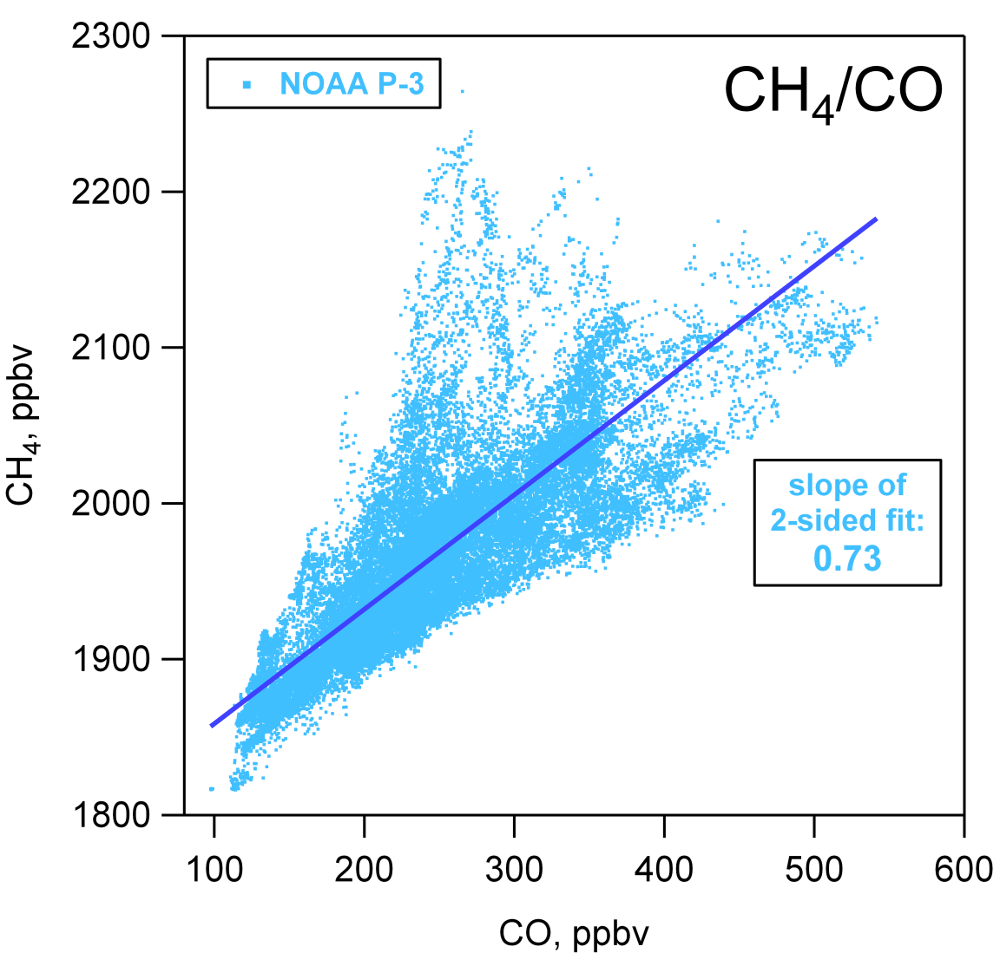 2300
NOAA P-3
CH₄/CO
2200
2100
CH₄, ppbv
2000
slope of
2-sided fit:
0.73
1900
1800
100 200 300 400 500 600
CO, ppbv